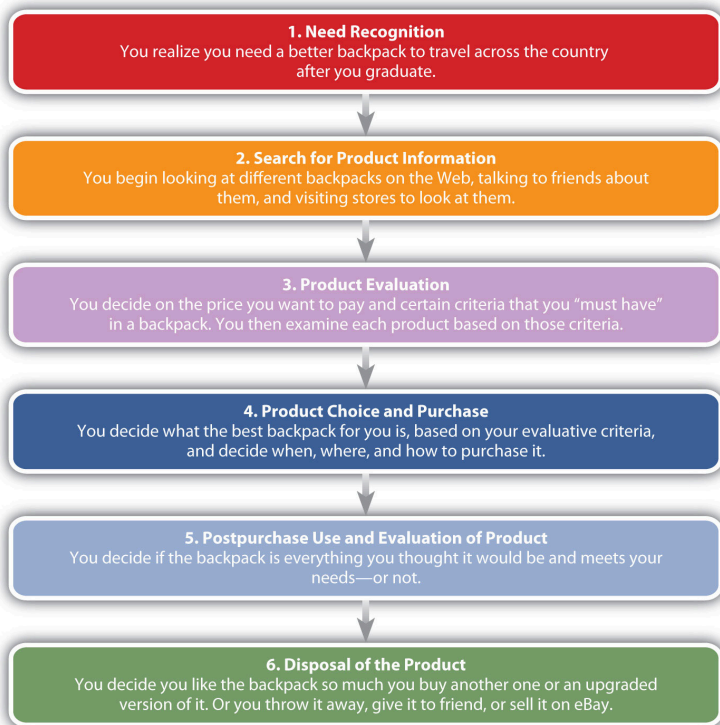 1. Need Recognition
You realize you need a better backpack to travel across the country
after you graduate.
2. Search for Product Information
You begin looking at different backpacks on the Web, talking to friends about
them, and visiting stores to look at them.
3. Product Evaluation
You decide on the price you want to pay and certain criteria that you “must have”
in a backpack. You then examine each product based on those criteria.
4. Product Choice and Purchase
You decide what the best backpack for you is, based on your evaluative criteria,
and decide when, where, and how to purchase it.
5. Postpurchase Use and Evaluation of Product
You decide if the backpack is everything you thought it would be and meets your
needs—or not.
6. Disposal of the Product
You decide you like the backpack so much you buy another one or an upgraded
version of it. Or you throw it away, give it to friend, or sell it on eBay.